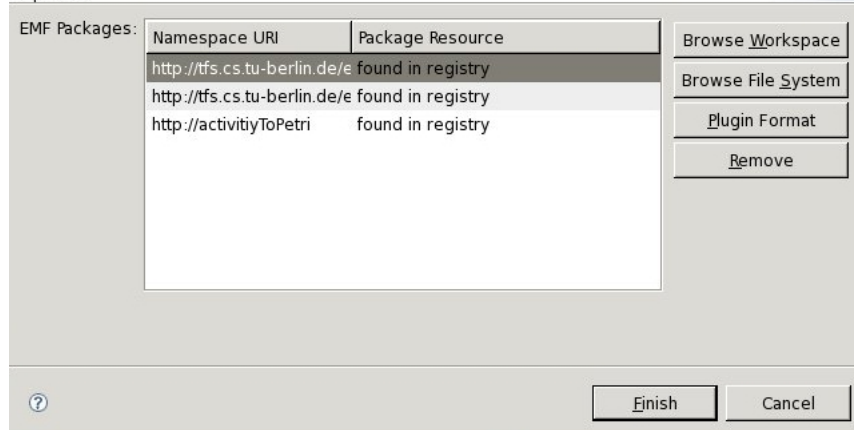 EMF Packages:
Namespace URI Package Resource
http://tfs.cs.tu-berlin.de/e found in registry
http://tfs.cs.tu-berlin.de/e found in registry
http://activitiyToPetri found in registry
Browse Workspace
Browse File System
Plugin Format
Remove
?
Finish Cancel